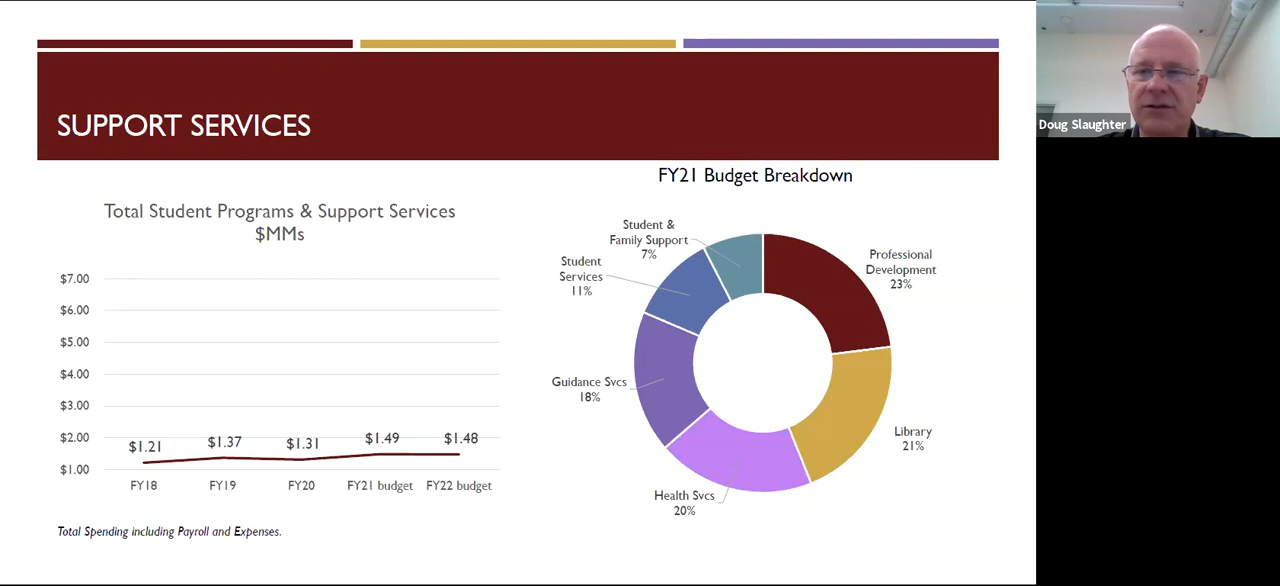 SUPPORT SERVICES
Total Student Programs & Support Services
$MMs
$7.00
$6.00
$5.00
$4.00
$3.00
$2.00
$1.00
$1.21
$1.37
$1.31
$1.49
$1.48
FY18
FY19
FY20
FY21 budget
FY22 budget
Total Spending including Payroll and Expenses.
FY21 Budget Breakdown
Student &
Family Support
7%
Student
Services
11%
Guidance Svcs
18%
Health Svcs
20%
Library
21%
Professional
Development
23%
Doug Slaughter